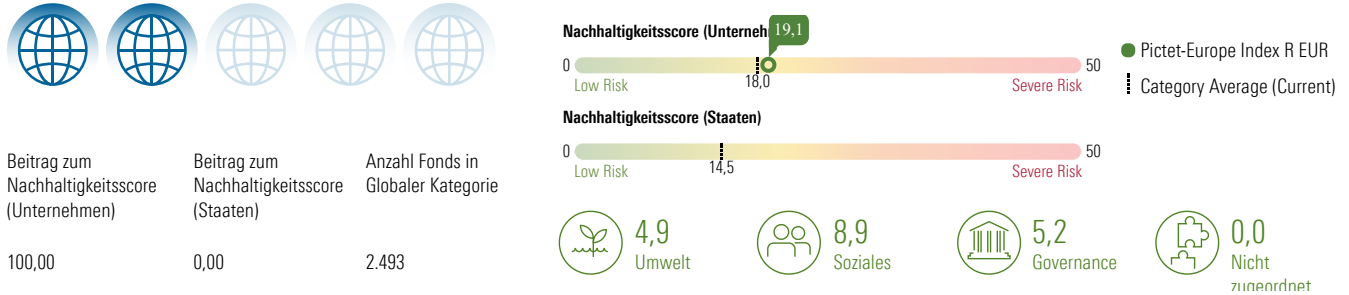 Beitrag zum
Nachhaltigkeitsscore
(Unternehmen)
Beitrag zum
Nachhaltigkeitsscore
(Staaten)
Anzahl Fonds in
Globaler Kategorie
100,00
0,00
2.493
Nachhaltigkeitsscore (Unterneh
19,1
0
50
Low Risk
18,0
Severe Risk
Nachhaltigkeitsscore (Staaten)
0
50
Low Risk
14,5
Severe Risk
Pictet-Europe Index R EUR
Category Average (Current)
4,9
Umwelt
8,9
Soziales
5,2
Governance
0,0
Nicht
zugeordnet